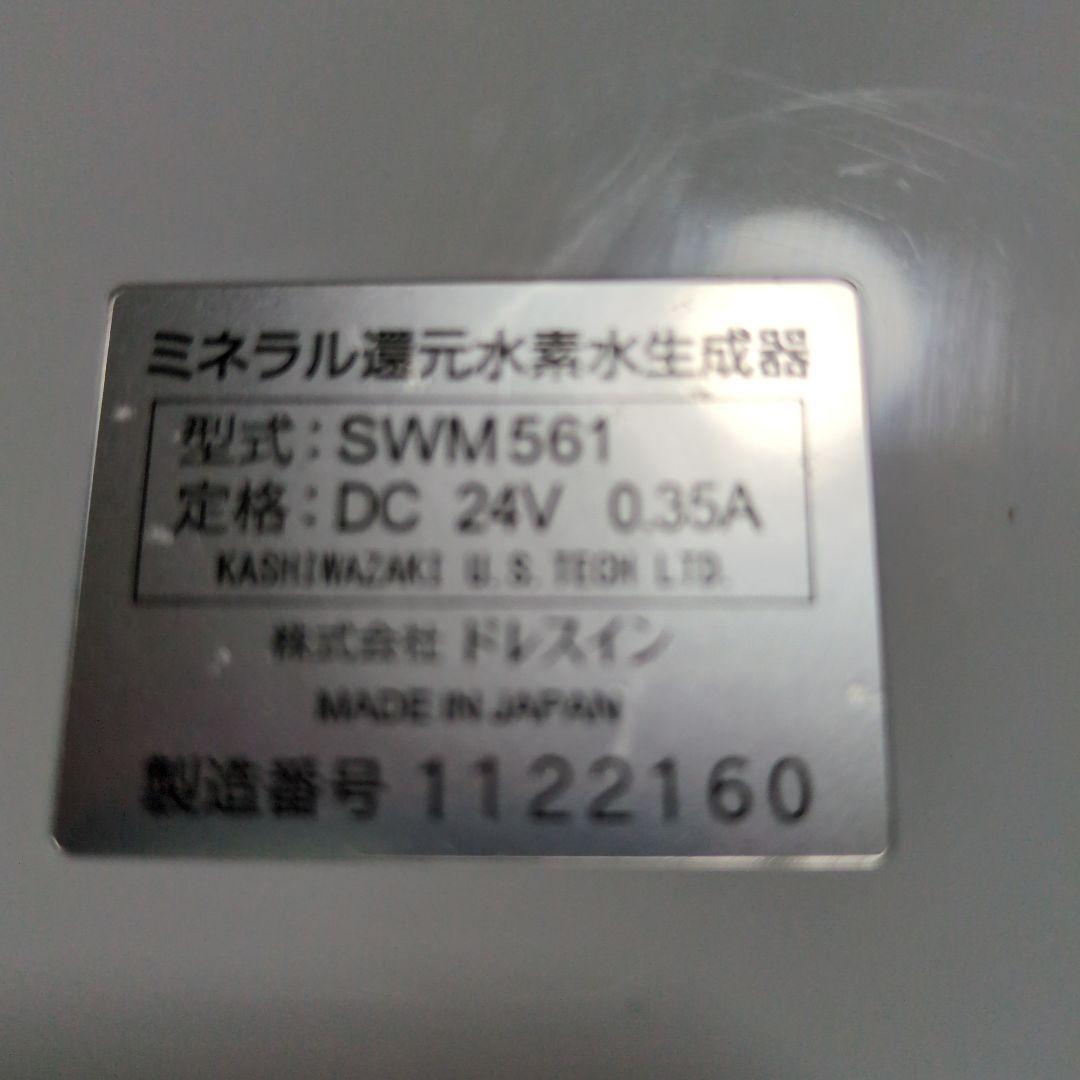 ミネラル還元水素水生成器
型式：SWM561
定格：DC 24V 0.35A
KASHIWAZAKI U.S.TECH LTD.
株式会社 ドレスイン
MADE IN JAPAN
製造番号 1122160